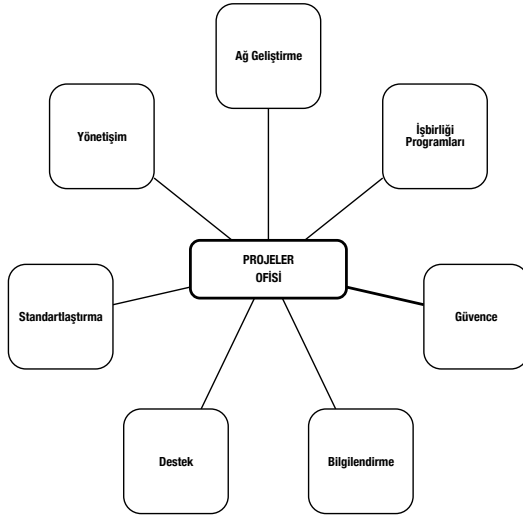 Ağ Geliştirme
Yönetişim
İşbirliği
Programları
PROJELER
OFİSİ
Standartlaştırma
Güvence
Destek
Bilgilendirme